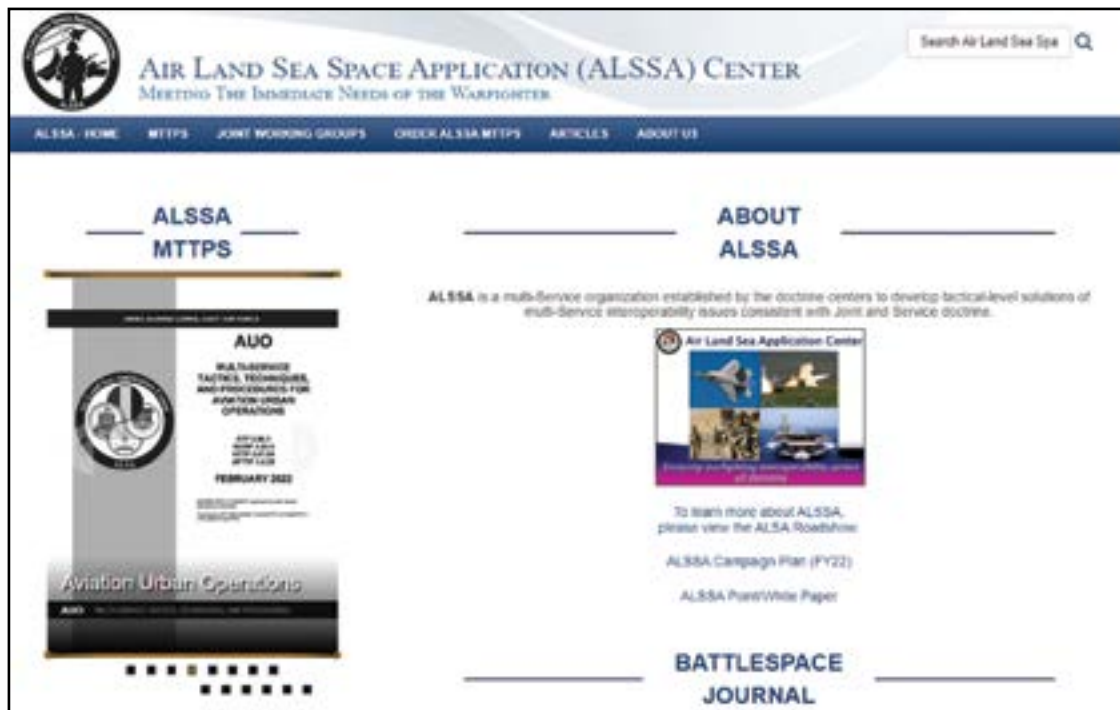 Search Air Land Sea Spa
AIR LAND SEA SPACE APPLICATION (ALSSA) CENTER
MEETING THE IMMEDIATE NEEDS OF THE WARFIGHTER
ALSSA - HOME MTTPS JOINT WORKING GROUPS ORDER ALSSA MTTPS ARTICLES ABOUT US
ALSSA
MTTPS
AUO
MULTI-SERVICE
TACTICS, TECHNIQUES,
AND PROCEDURES FOR
AVIATION URBAN
OPERATIONS
FEBRUARY 2022
Aviation Urban Operations
AUO
ABOUT
ALSSA
ALSSA is a multi-Service organization established by the doctrine centers to develop tactical-level solutions of
multi-Service interoperability issues consistent with Joint and Service doctrine.
Air Land Sea Application Center
To learn more about ALSSA,
please view the ALSA Roadshow
ALSSA Campaign Plan (FY22)
ALSSA Point/White Paper
BATTLESPACE
JOURNAL